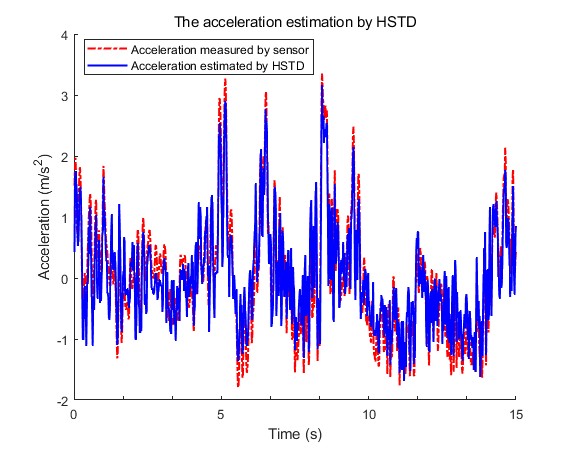 The acceleration estimation by HSTD
Acceleration measured by sensor
Acceleration estimated by HSTD
Acceleration (m/s²)
4
3
2
1
0
-1
-2
0
5
10
15
Time (s)